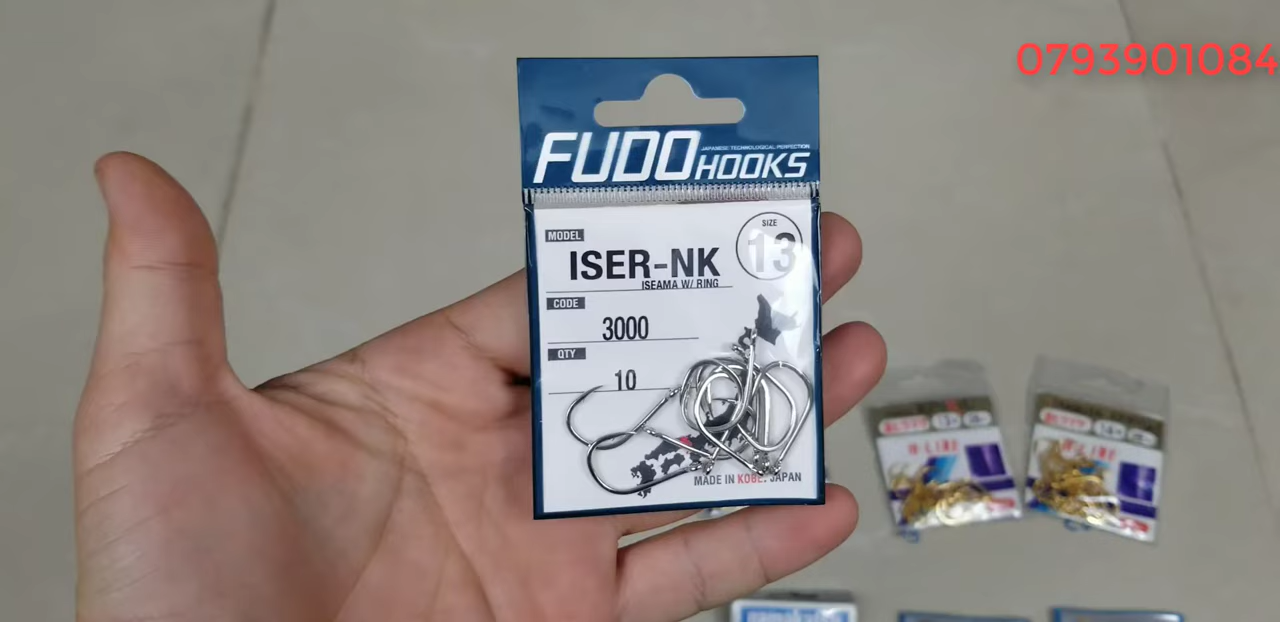 0793901084
FUDO HOOKS
JAPANESE TECHNOLOGICAL PERFECTION
MODEL
SIZE
13
ISER-NK
ISEAMA W/ RING
CODE
3000
QTY
10
MADE IN KOBE, JAPAN